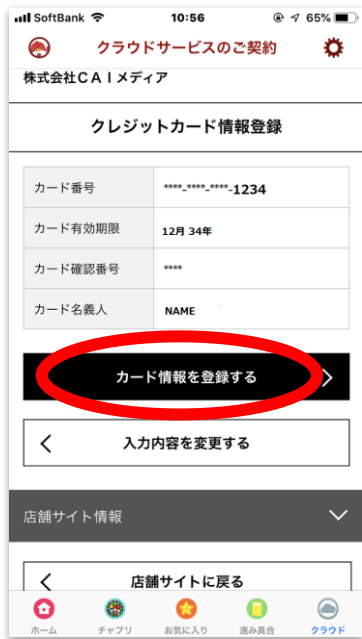 SoftBank 10:56 65%
クラウドサービスのご契約
株式会社ＣＡＩメディア
クレジットカード情報登録
カード番号 ****-****-****-1234
カード有効期限 12月 34年
カード確認番号 ****
カード名義人 NAME
カード情報を登録する
入力内容を変更する
店舗サイト情報
店舗サイトに戻る
ホーム チャプリ お気に入り 進み具合 クラウド